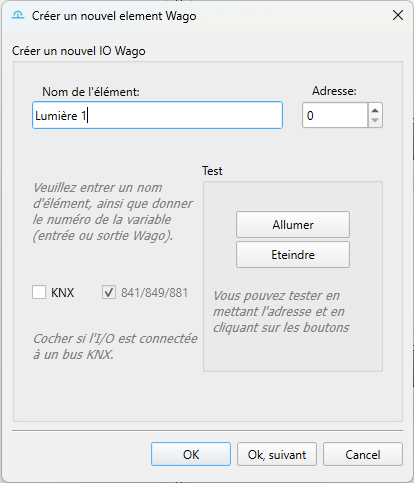 Créer un nouvel element Wago
Créer un nouvel IO Wago
Nom de l'élément:
Adresse:
Lumière 1
0
Veuillez entrer un nom
d'élément, ainsi que donner
le numéro de la variable
(entrée ou sortie Wago).
Test
Allumer
Eteindre
KNX
841/849/881
Vous pouvez tester en
mettant l'adresse et en
cliquant sur les boutons
Cocher si l'I/O est connectée
à un bus KNX.
OK
Ok, suivant
Cancel